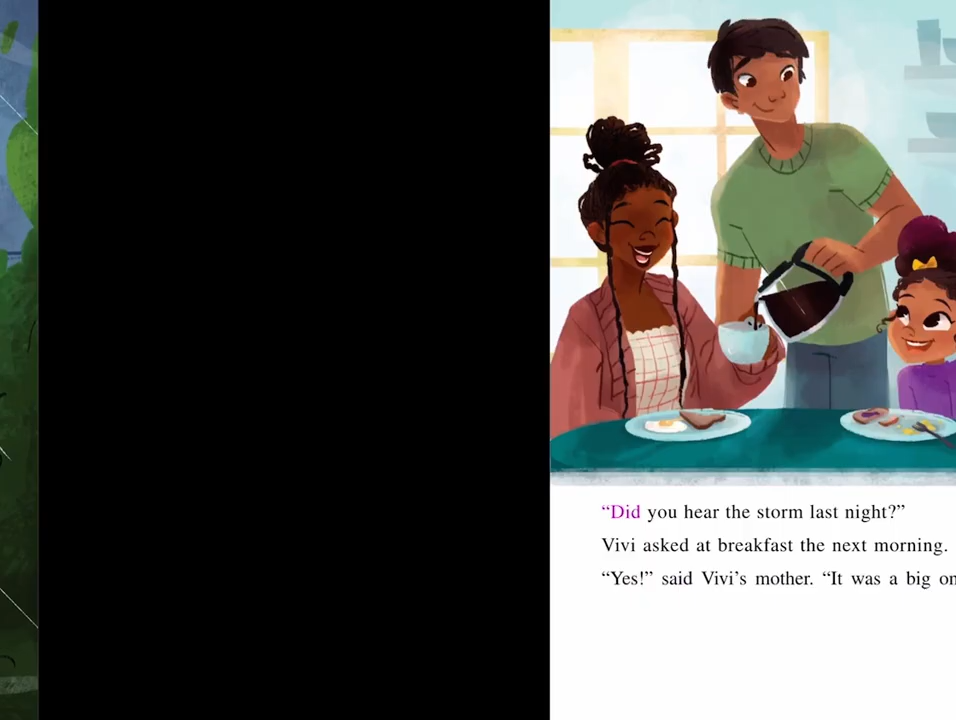 “Did you hear the storm last night?”
Vivi asked at breakfast the next morning.
“Yes!” said Vivi’s mother. “It was a big